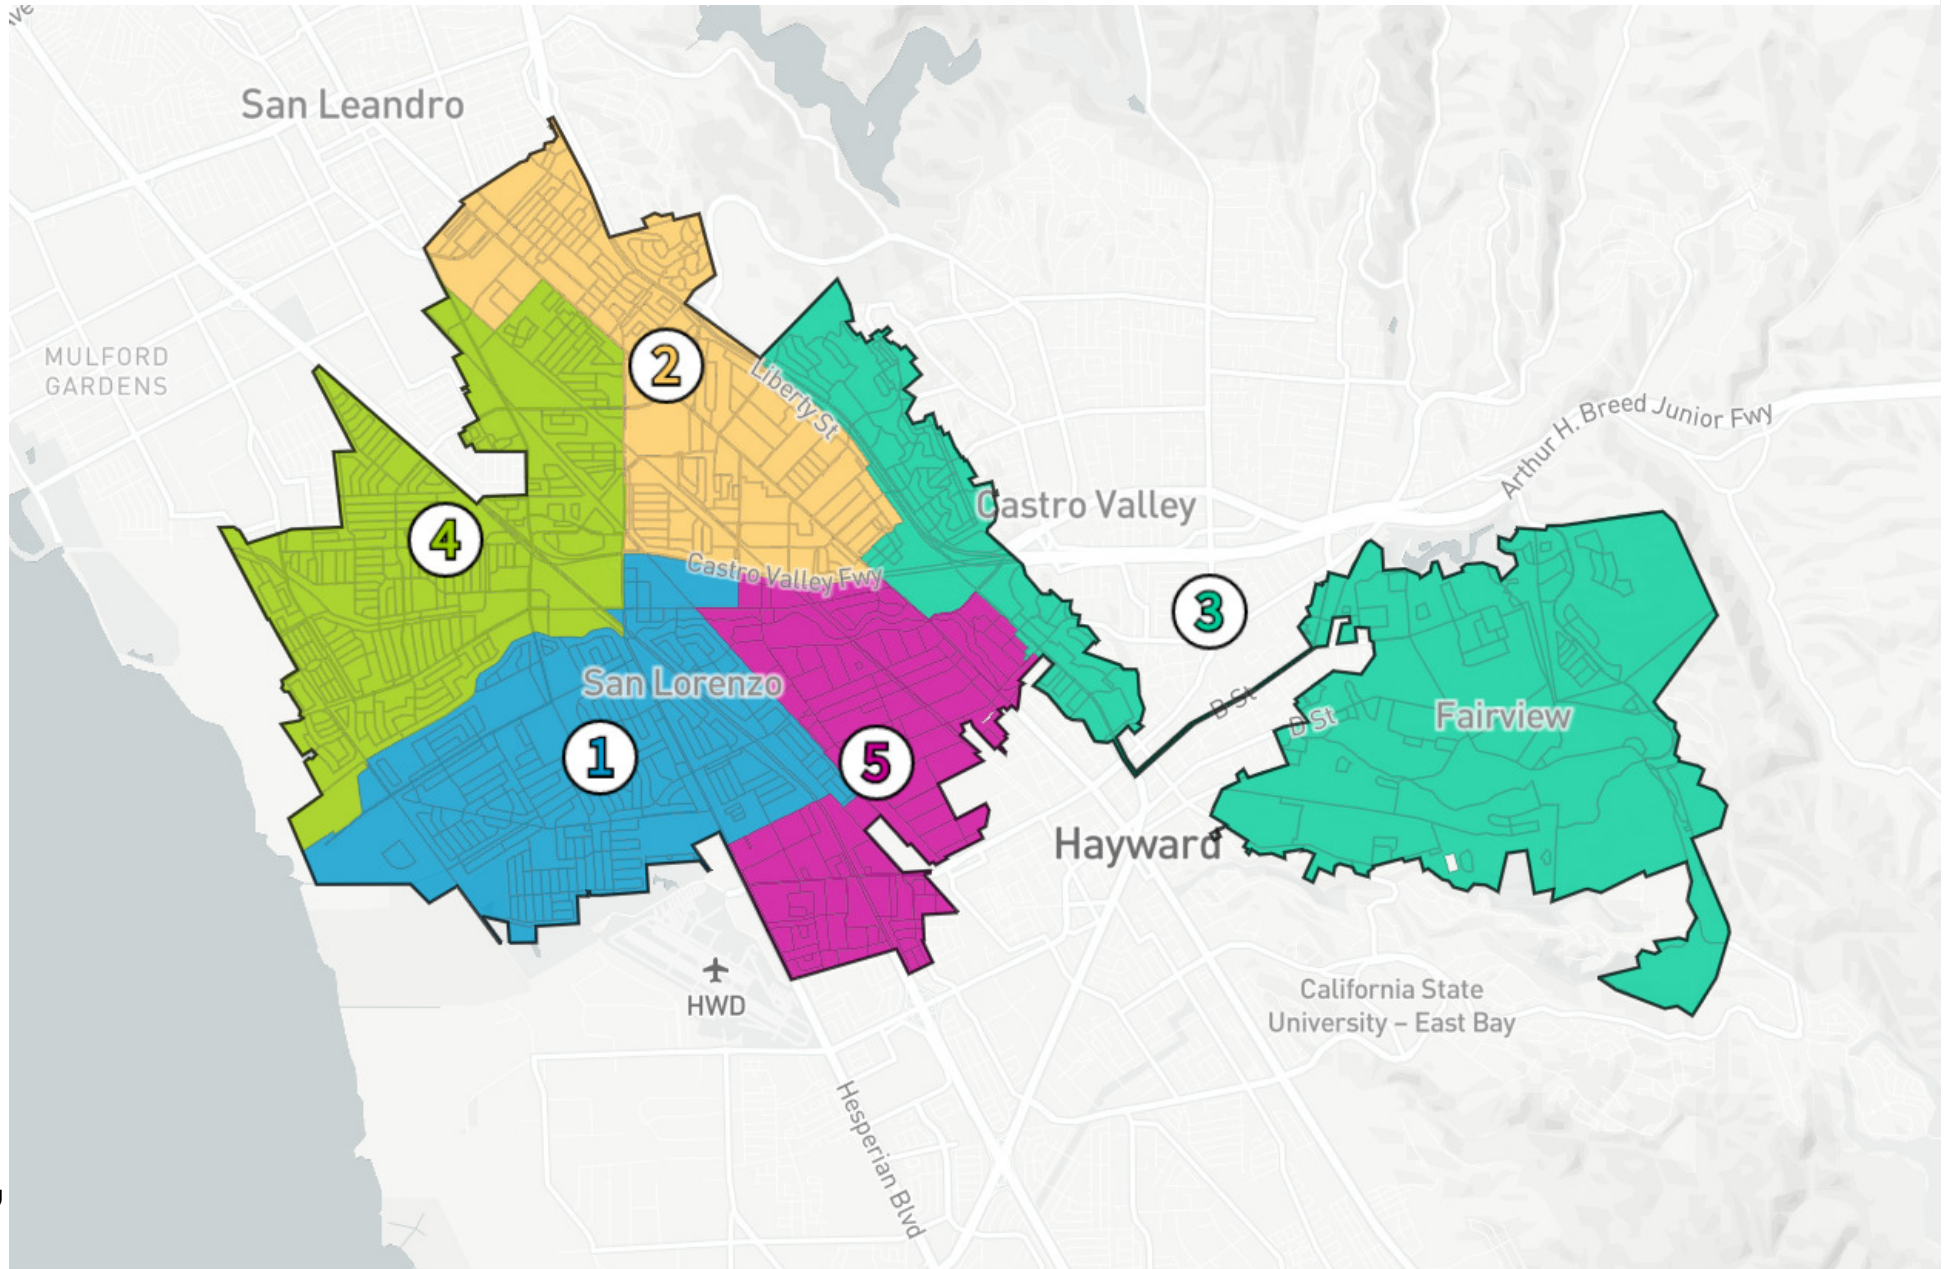 San Leandro
MULFORD
GARDENS
2
Liberty St
Arthur H. Breed Junior Fwy
Castro Valley
4
Castro Valley Fwy
3
San Lorenzo
B St
D St
Fairview
1
5
Hayward
HWD
California State
University – East Bay
Hesperian Blvd